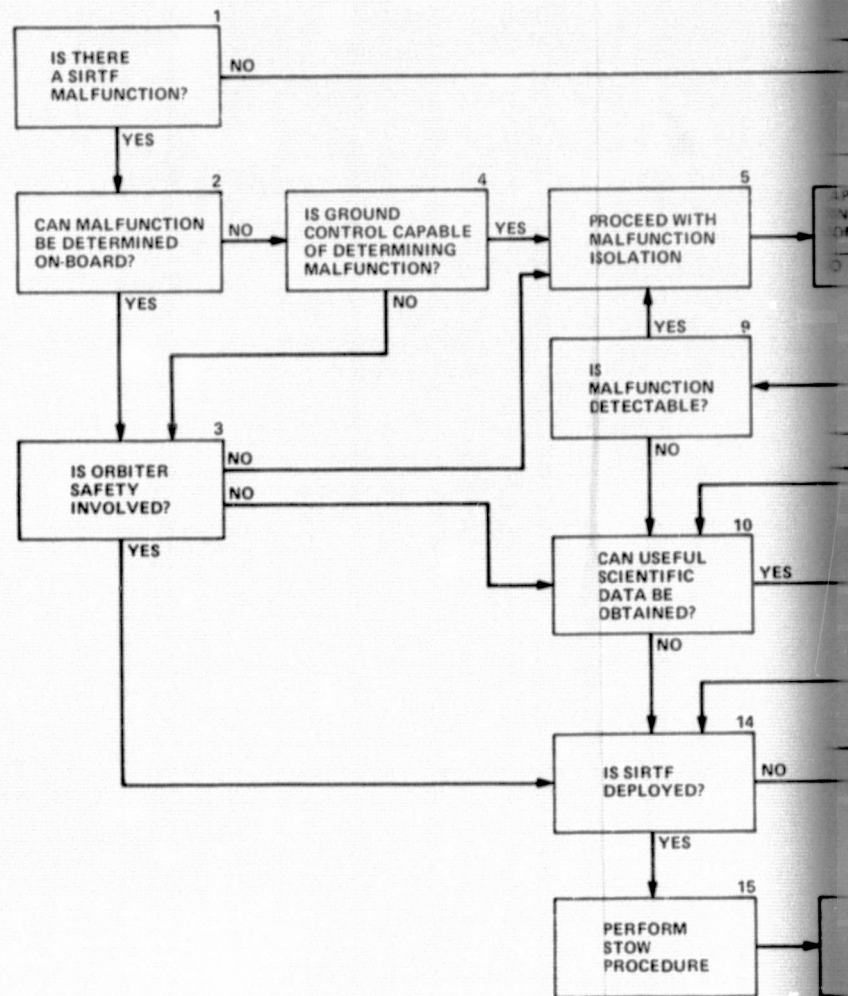 1
IS THERE
A SIRTF
MALFUNCTION?
NO
YES
2
CAN MALFUNCTION
BE DETERMINED
ON-BOARD?
NO
YES
4
IS GROUND
CONTROL CAPABLE
OF DETERMINING
MALFUNCTION?
YES
NO
5
PROCEED WITH
MALFUNCTION
ISOLATION
YES
9
IS
MALFUNCTION
DETECTABLE?
NO
3
IS ORBITER
SAFETY
INVOLVED?
NO
NO
YES
10
CAN USEFUL
SCIENTIFIC
DATA BE
OBTAINED?
YES
NO
14
IS SIRTF
DEPLOYED?
NO
YES
15
PERFORM
STOW
PROCEDURE